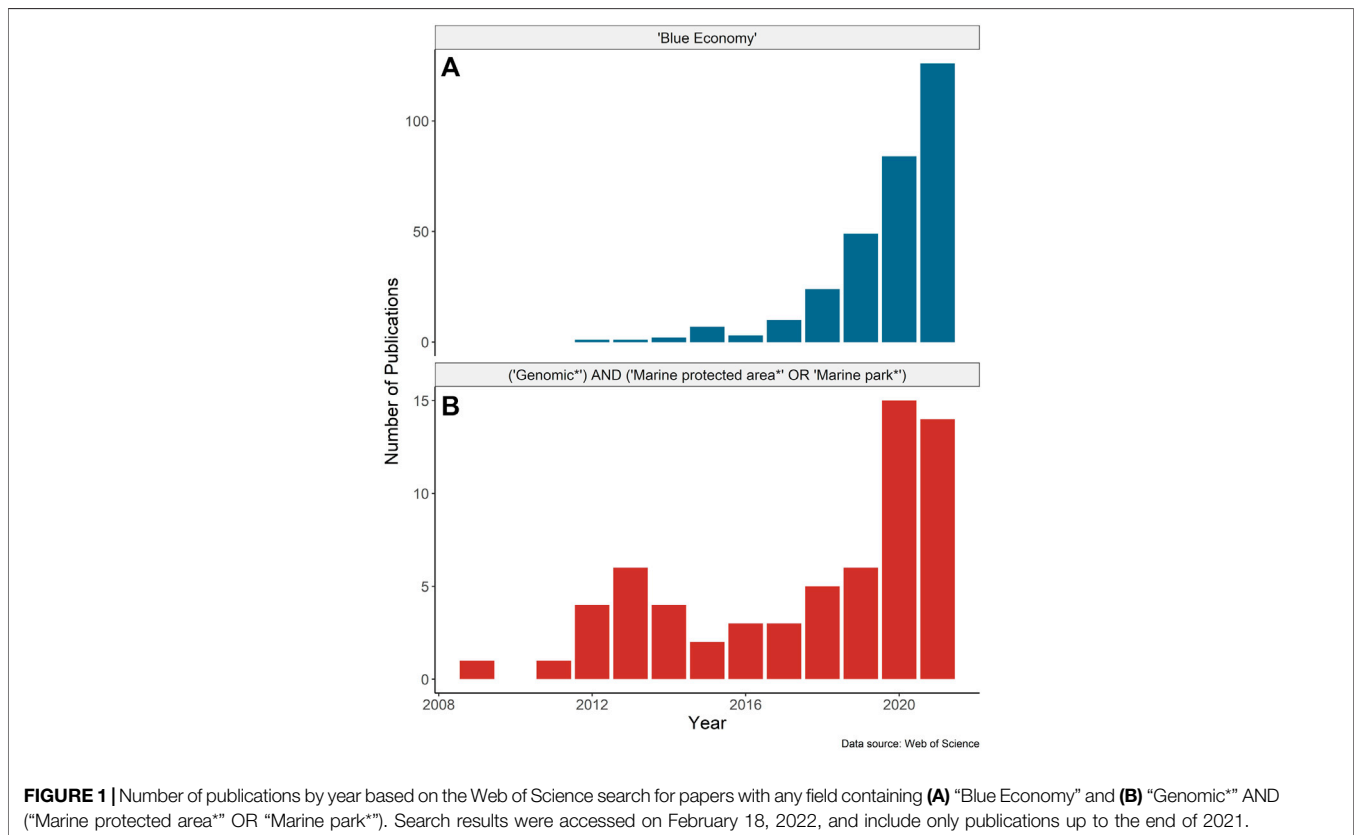 'Blue Economy'
A
100
50
0
Number of Publications
('Genomic*') AND ('Marine protected area*' OR 'Marine park*')
B
15
10
5
0
2008 2012 2016 2020
Year
Data source: Web of Science
FIGURE 1 | Number of publications by year based on the Web of Science search for papers with any field containing (A) “Blue Economy” and (B) “Genomic*” AND
(“Marine protected area*” OR “Marine park*”). Search results were accessed on February 18, 2022, and include only publications up to the end of 2021.